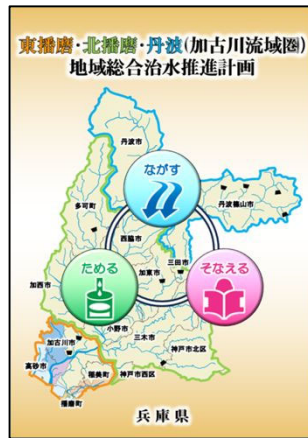 東播磨・北播磨・丹波(加古川流域圏)
地域総合治水推進計画
丹波市
ながす
多可町
丹波篠山市
西脇市
ためる
加東市
三田市
そなえる
加西市
小野市
三木市
加古川市
神戸市北区
高砂市
稲美町
神戸市西区
播磨町
兵庫県